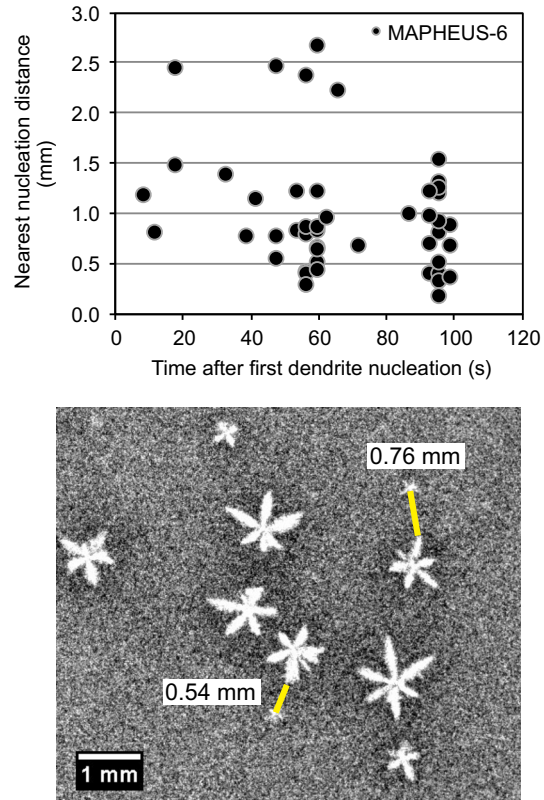 3.0
MAPHEUS-6
2.5
2.0
1.5
1.0
0.5
0.0
Nearest nucleation distance
(mm)
0 20 40 60 80 100 120
Time after first dendrite nucleation (s)
0.76 mm
0.54 mm
1 mm